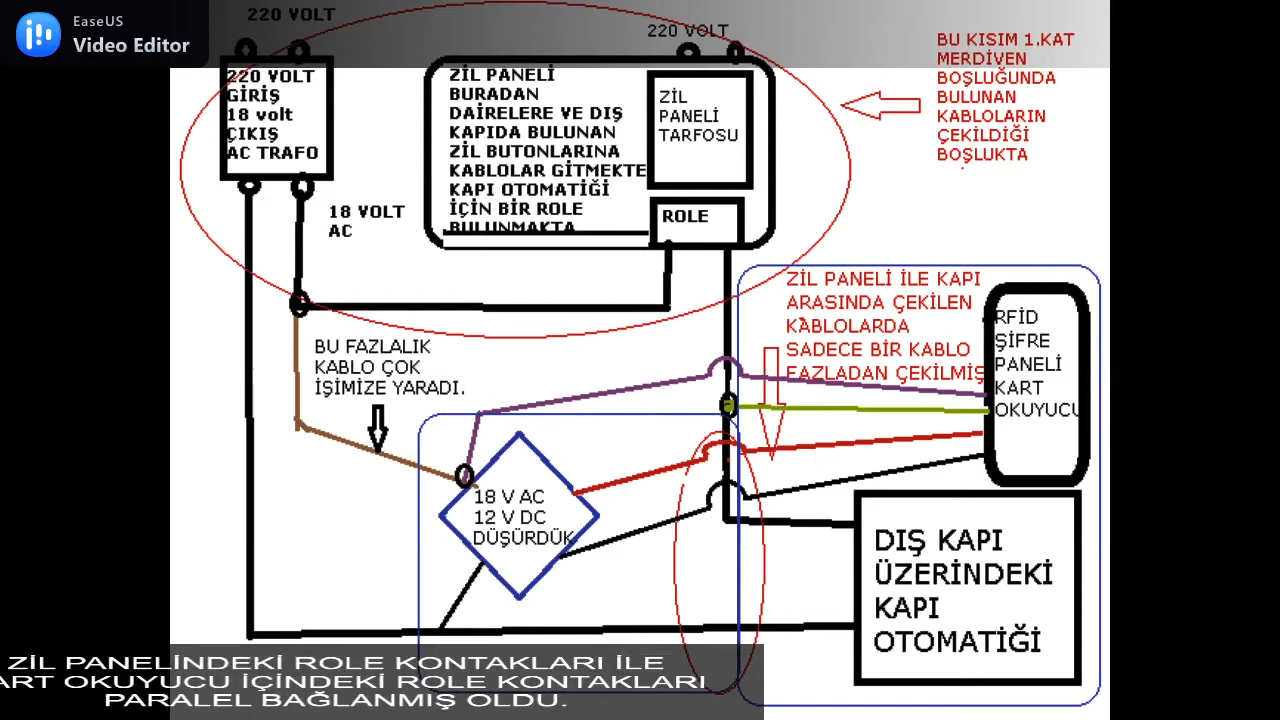 EaseUS
Video Editor
220 VOLT
220 VOLT
220 VOLT
GİRİŞ
18 volt
ÇIKIŞ
AC TRAFO
ZİL PANELİ
BURADAN
DAİRELERE VE DIŞ
KAPIDA BULUNAN
ZİL BUTONLARINA
KABLOLAR GİTMEKTE
KAPI OTOMATİĞİ
İÇİN BİR ROLE
BULUNMAKTA
ZİL
PANELİ
TARFOSU
ROLE
BU KISIM 1.KAT
MERDİVEN
BOŞLUĞUNDA
BULUNAN
KABLOLARIN
ÇEKİLDİĞİ
BOŞLUKTA
18 VOLT
AC
ZİL PANELİ İLE KAPI
ARASINDA ÇEKİLEN
KABLOLARDA
SADECE BİR KABLO
FAZLADAN ÇEKİLMİŞ
RFİD
ŞİFRE
PANELİ
KART
OKUYUCU
BU FAZLALIK
KABLO ÇOK
İŞİMİZE YARADI.
18 V AC
12 V DC
DÜŞÜRDÜK
DIŞ KAPI
ÜZERİNDEKİ
KAPI
OTOMATİĞİ
ZİL PANELİNDEKİ ROLE KONTAKLARI İLE
ART OKUYUCU İÇİNDEKİ ROLE KONTAKLARI
PARALEL BAĞLANMIŞ OLDU.